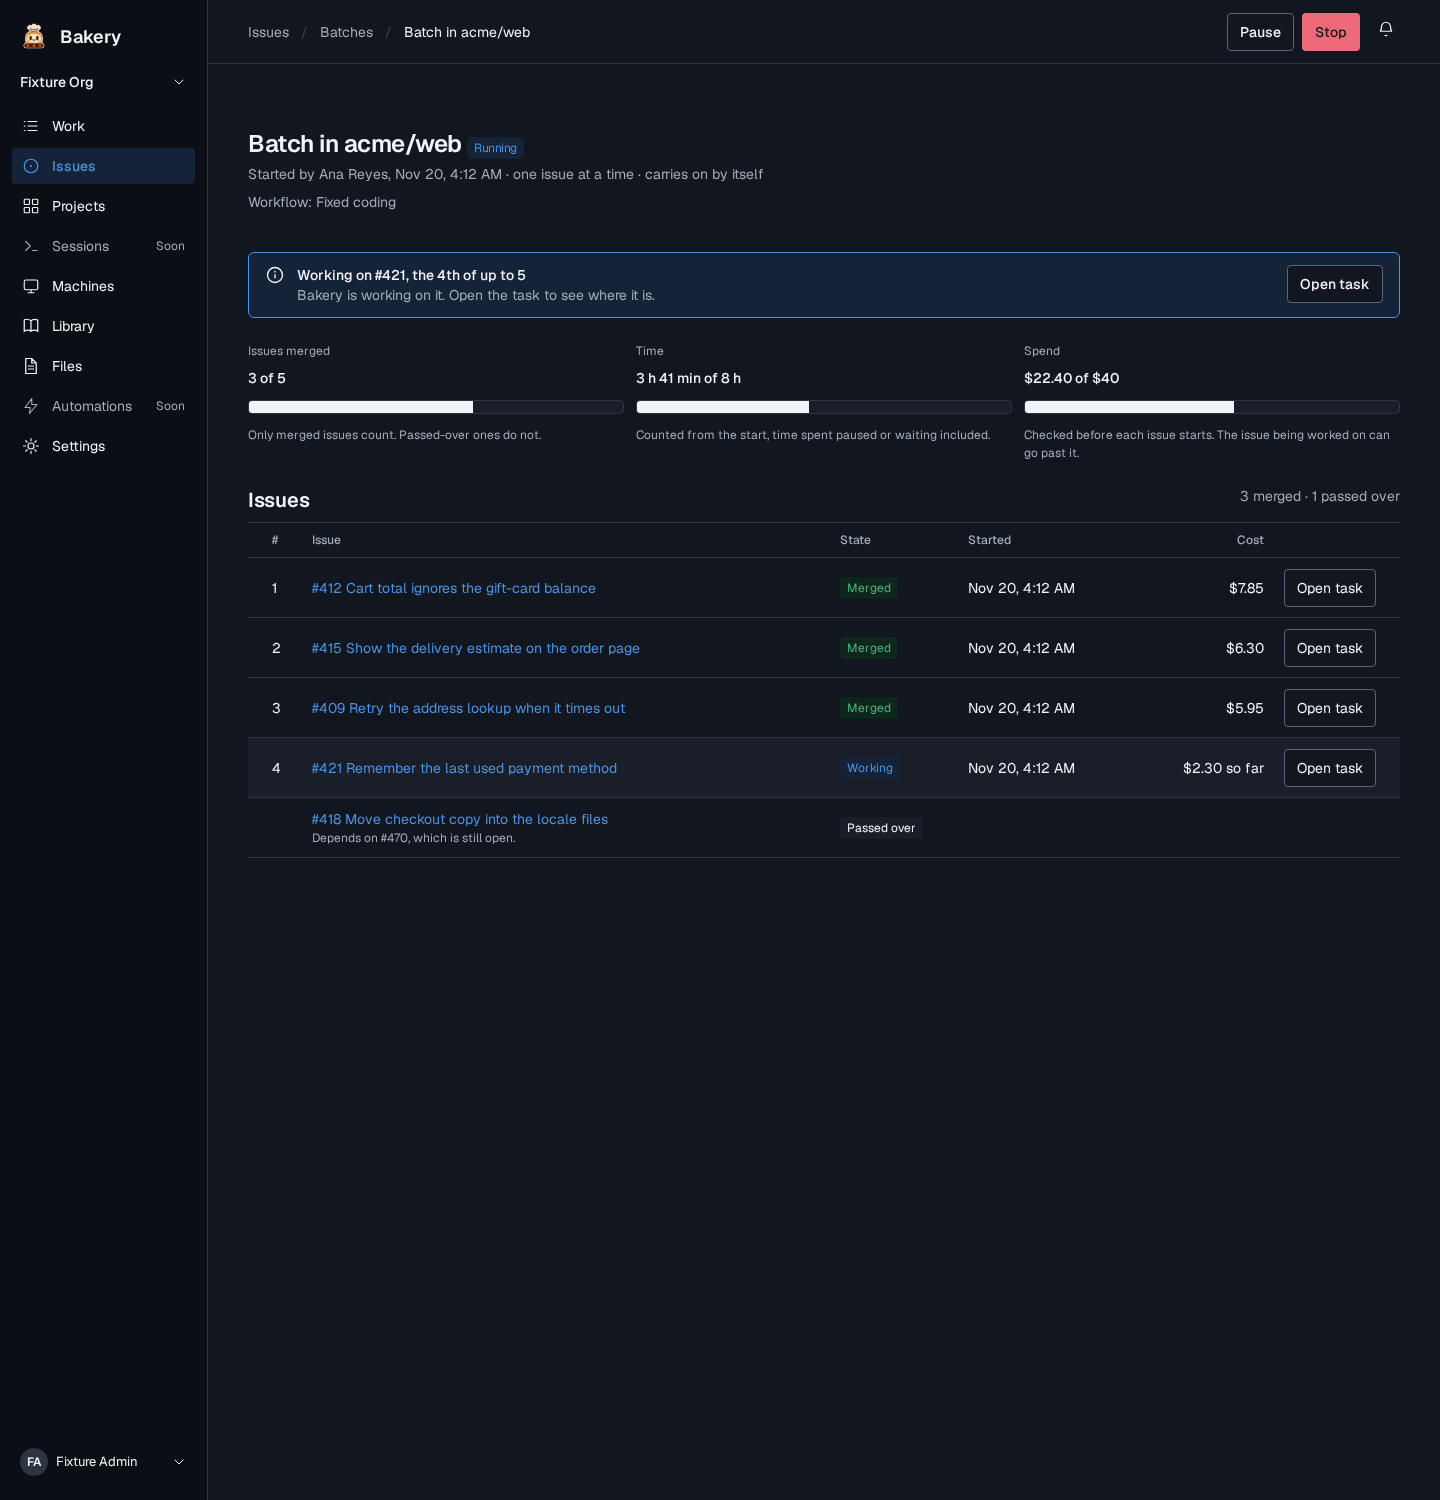 Bakery
Fixture Org
Work
Issues
Projects
Sessions Soon
Machines
Library
Files
Automations Soon
Settings
FA Fixture Admin
Issues / Batches / Batch in acme/web
Pause
Stop
Batch in acme/web Running
Started by Ana Reyes, Nov 20, 4:12 AM · one issue at a time · carries on by itself
Workflow: Fixed coding
Working on #421, the 4th of up to 5
Bakery is working on it. Open the task to see where it is.
Open task
Issues merged
3 of 5
Only merged issues count. Passed-over ones do not.
Time
3 h 41 min of 8 h
Counted from the start, time spent paused or waiting included.
Spend
$22.40 of $40
Checked before each issue starts. The issue being worked on can
go past it.
Issues
3 merged · 1 passed over
# Issue State Started Cost
1 #412 Cart total ignores the gift-card balance Merged Nov 20, 4:12 AM $7.85 Open task
2 #415 Show the delivery estimate on the order page Merged Nov 20, 4:12 AM $6.30 Open task
3 #409 Retry the address lookup when it times out Merged Nov 20, 4:12 AM $5.95 Open task
4 #421 Remember the last used payment method Working Nov 20, 4:12 AM $2.30 so far Open task
#418 Move checkout copy into the locale files Passed over
Depends on #470, which is still open.